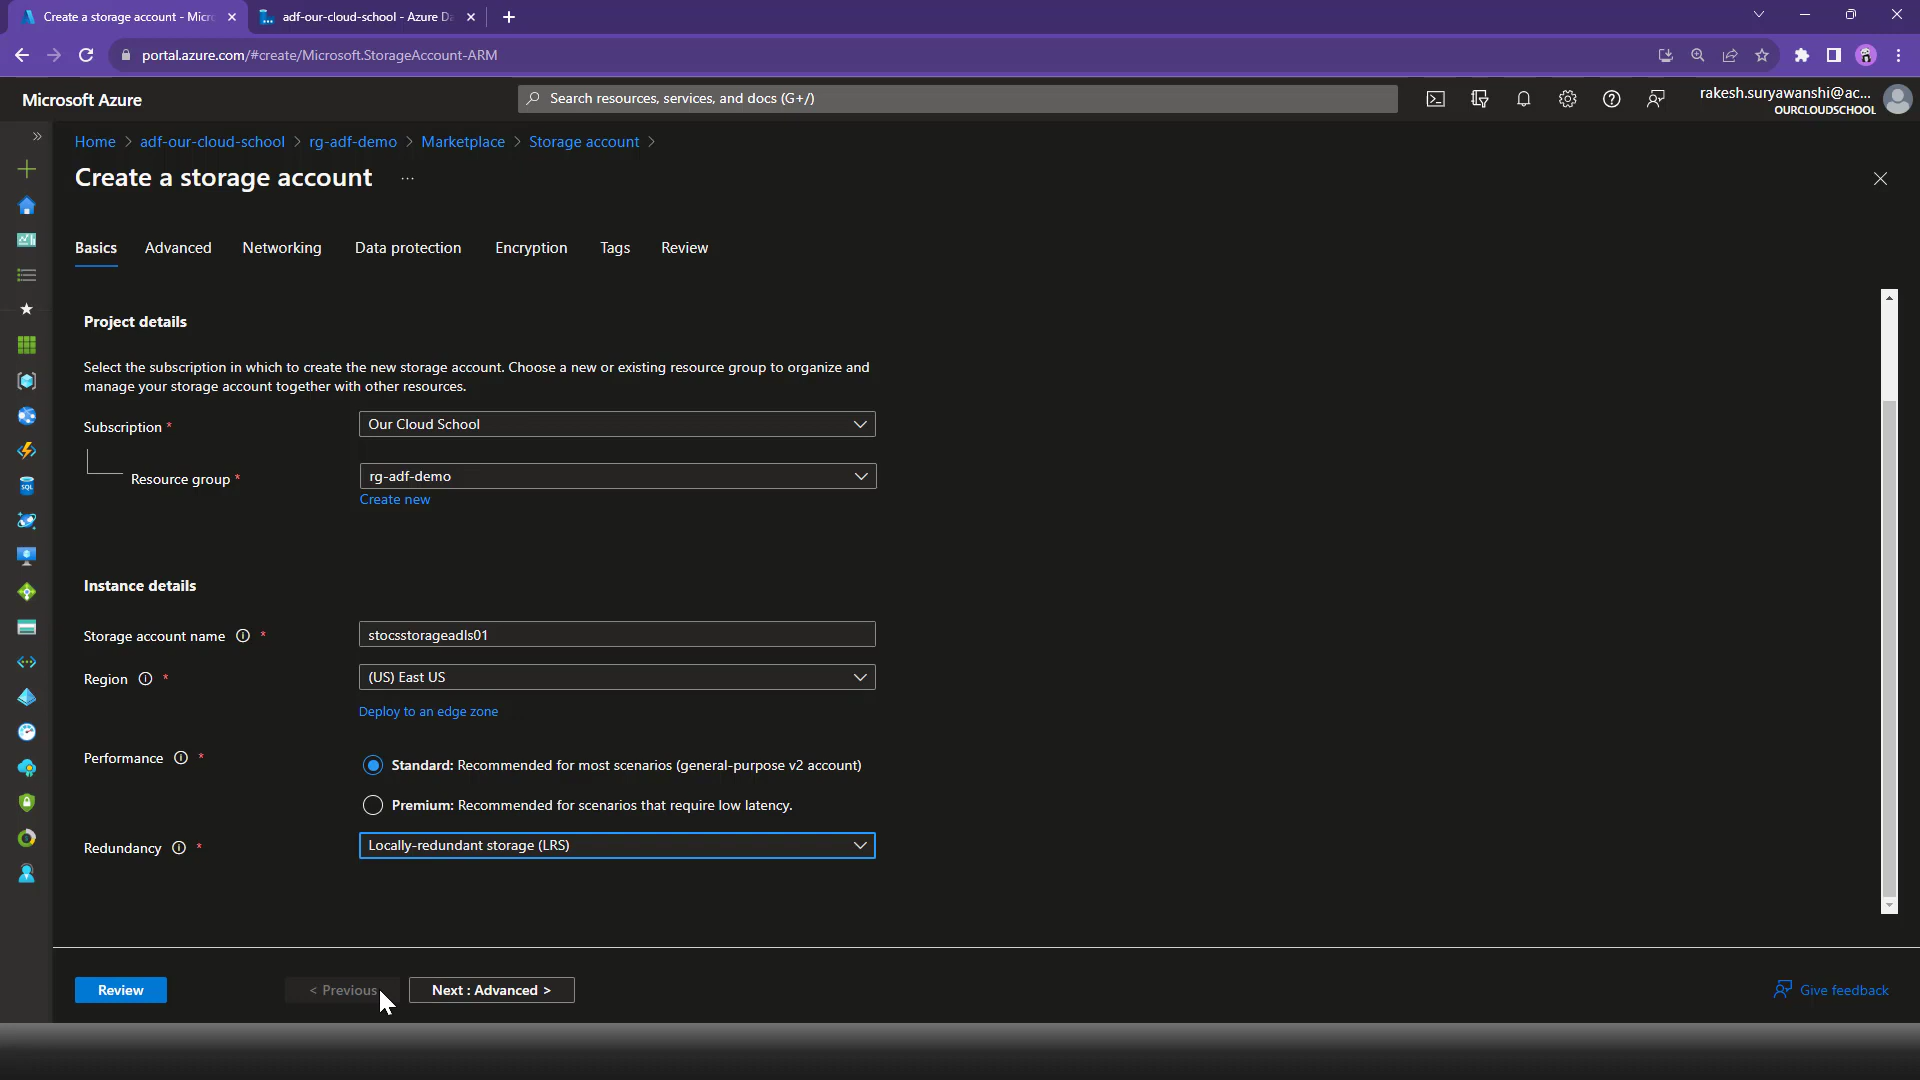 Create a storage account - Micr
adf-our-cloud-school - Azure Da
portal.azure.com/#create/Microsoft.StorageAccount-ARM
Microsoft Azure
Search resources, services, and docs (G+/)
rakesh.suryawanshi@ac...
OURCLOUDSCHOOL
Home > adf-our-cloud-school > rg-adf-demo > Marketplace > Storage account >
Create a storage account ...
Basics Advanced Networking Data protection Encryption Tags Review
Project details
Select the subscription in which to create the new storage account. Choose a new or existing resource group to organize and
manage your storage account together with other resources.
Subscription *
Our Cloud School
Resource group *
rg-adf-demo
Create new
Instance details
Storage account name *
stocsstorageadls01
Region *
(US) East US
Deploy to an edge zone
Performance *
Standard: Recommended for most scenarios (general-purpose v2 account)
Premium: Recommended for scenarios that require low latency.
Redundancy *
Locally-redundant storage (LRS)
Review
< Previous
Next : Advanced >
Give feedback